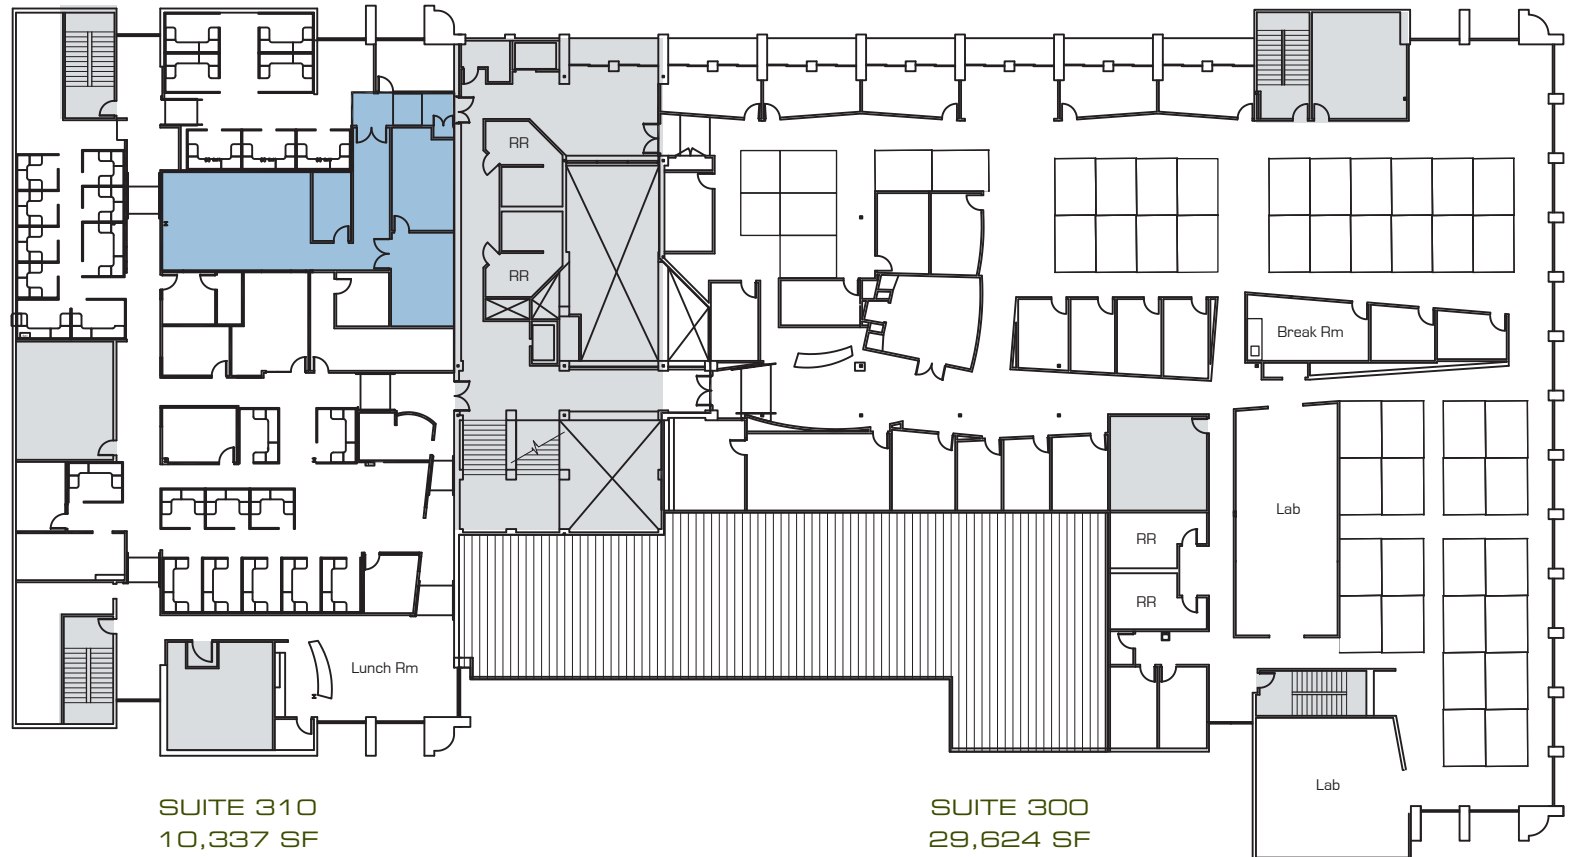 RR
RR
Break Rm
Lab
RR
RR
Lunch Rm
Lab
SUITE 310
10,337 SF
SUITE 300
29,624 SF